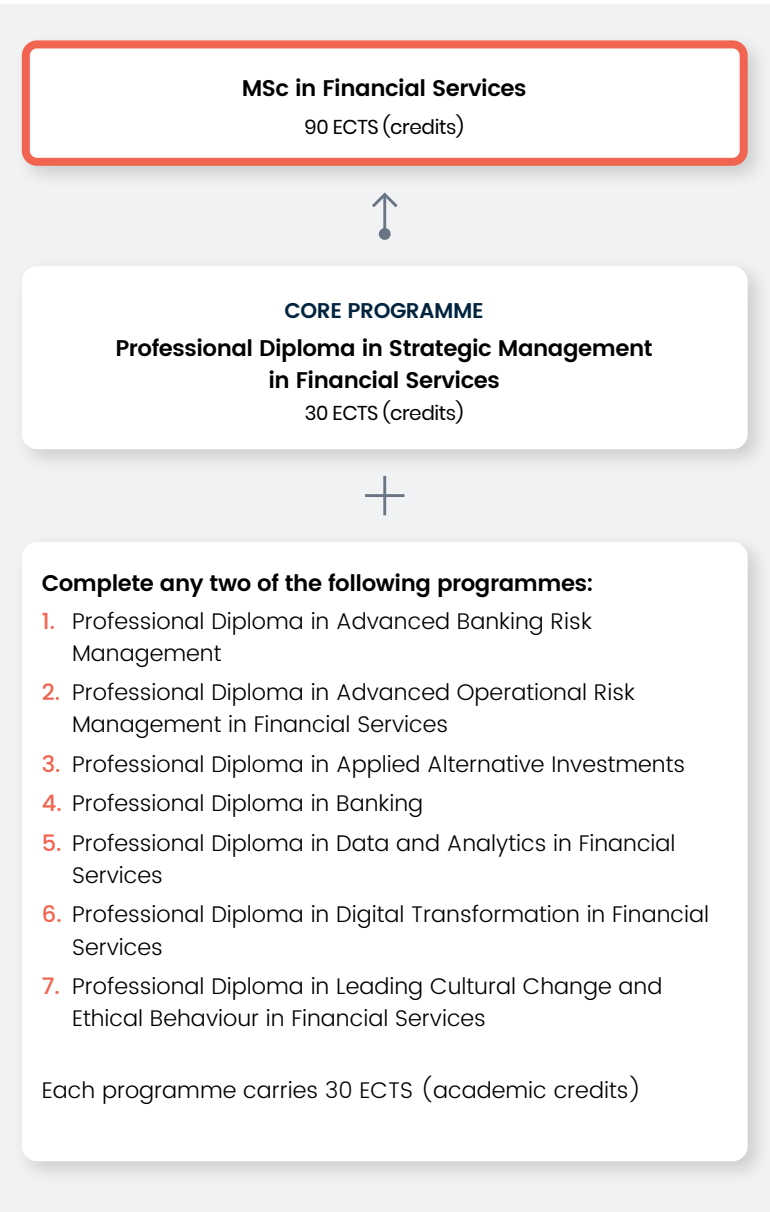 MSc in Financial Services
90 ECTS (credits)
CORE PROGRAMME
Professional Diploma in Strategic Management
in Financial Services
30 ECTS (credits)
Complete any two of the following programmes:
1. Professional Diploma in Advanced Banking Risk
Management
2. Professional Diploma in Advanced Operational Risk
Management in Financial Services
3. Professional Diploma in Applied Alternative Investments
4. Professional Diploma in Banking
5. Professional Diploma in Data and Analytics in Financial
Services
6. Professional Diploma in Digital Transformation in Financial
Services
7. Professional Diploma in Leading Cultural Change and
Ethical Behaviour in Financial Services
Each programme carries 30 ECTS (academic credits)